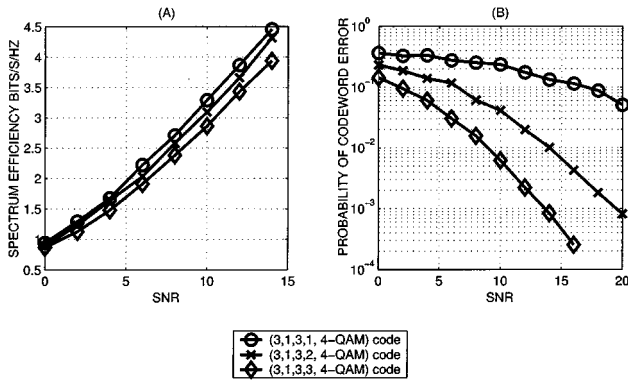 (A)
SPECTRUM EFFICIENCY BITS/S/HZ
4.5
4
3.5
3
2.5
2
1.5
1
0.5
0
5
10
15
SNR
(B)
PROBABILITY OF CODEWORD ERROR
10^0
10^-1
10^-2
10^-3
10^-4
0
5
10
15
20
SNR
(3,1,3,1, 4-QAM) code
(3,1,3,2, 4-QAM) code
(3,1,3,3, 4-QAM) code